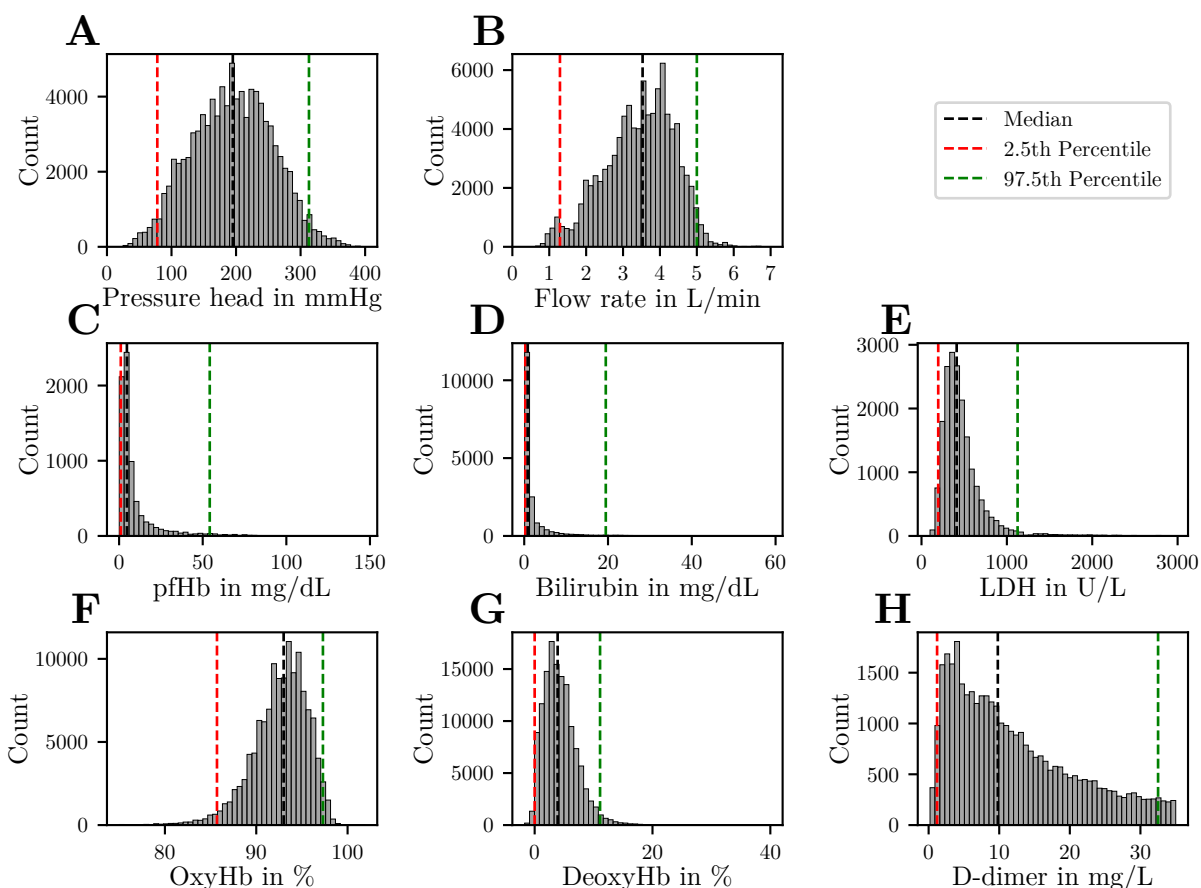 A
Count
4000
2000
0
0 100 200 300 400
Pressure head in mmHg
B
Count
6000
4000
2000
0
0 1 2 3 4 5 6 7
Flow rate in L/min
Median
2.5th Percentile
97.5th Percentile
C
Count
2000
1000
0
0 50 100 150
pfHb in mg/dL
D
Count
10000
5000
0
0 20 40 60
Bilirubin in mg/dL
E
Count
3000
2000
1000
0
0 1000 2000 3000
LDH in U/L
F
Count
10000
5000
0
80 90 100
OxyHb in %
G
Count
15000
10000
5000
0
0 20 40
DeoxyHb in %
H
Count
1500
1000
500
0
0 10 20 30
D-dimer in mg/L